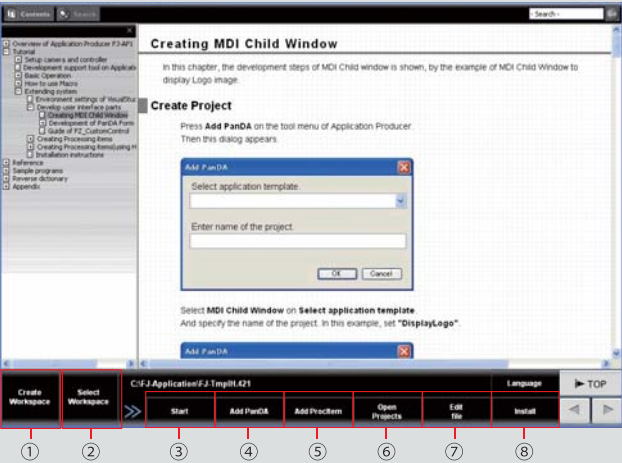 Contents Search
- Search -
Overview of Application Producer FJ-AP1
Tutorial
Setup camera and controller
Development support tool on Applicati
Basic Operation
How to use Macro
Extending system
Environment settings of VisualStuc
Develop user interface parts
Creating MDI Child Window
Development of PanDA Form
Guide of FZ_CustomControl
Creating Processing items
Creating Processing items(using M
Installation instructions
Reference
Sample programs
Reverse dictionary
Appendix
Creating MDI Child Window
In this chapter, the development steps of MDI Child window is shown, by the example of MDI Child Window to
display Logo image.
Create Project
Press Add PanDA on the tool menu of Application Producer.
Then this dialog appears.
Add PanDA
Select application template.
Enter name of the project.
OK Cancel
Select MDI Child Window on Select application template.
And specify the name of the project. In this example, set "DisplayLogo".
Add PanDA
Create
Workspace
Select
Workspace
C:\FJ-Application\FJ-TmplH.421
Language
TOP
Start
Add PanDA
Add ProcItem
Open
Projects
Edit
file
Install
① ② ③ ④ ⑤ ⑥ ⑦ ⑧